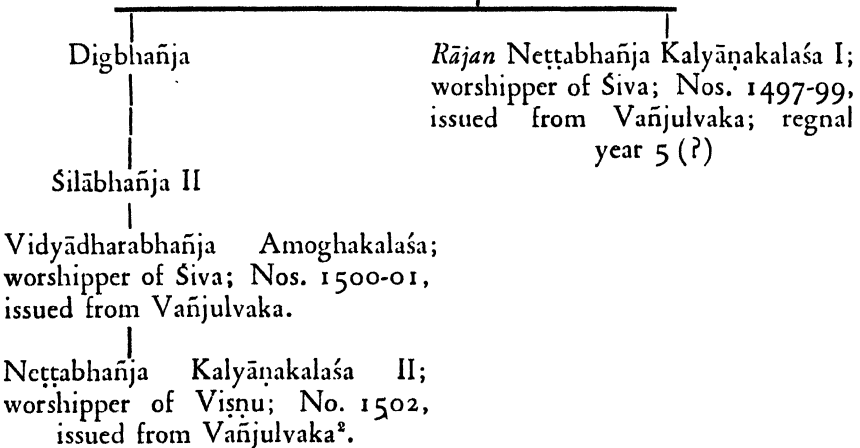 Digbhañja
Rājan Neṭṭabhañja Kalyāṇakalaśa I;
worshipper of Śiva; Nos. 1497-99,
issued from Vañjulvaka; regnal
year 5 (?)
Śilābhañja II
Vidyādharabhañja Amoghakalaśa;
worshipper of Śiva; Nos. 1500-01,
issued from Vañjulvaka.
Neṭṭabhañja Kalyāṇakalaśa II;
worshipper of Viṣṇu; No. 1502,
issued from Vañjulvaka².